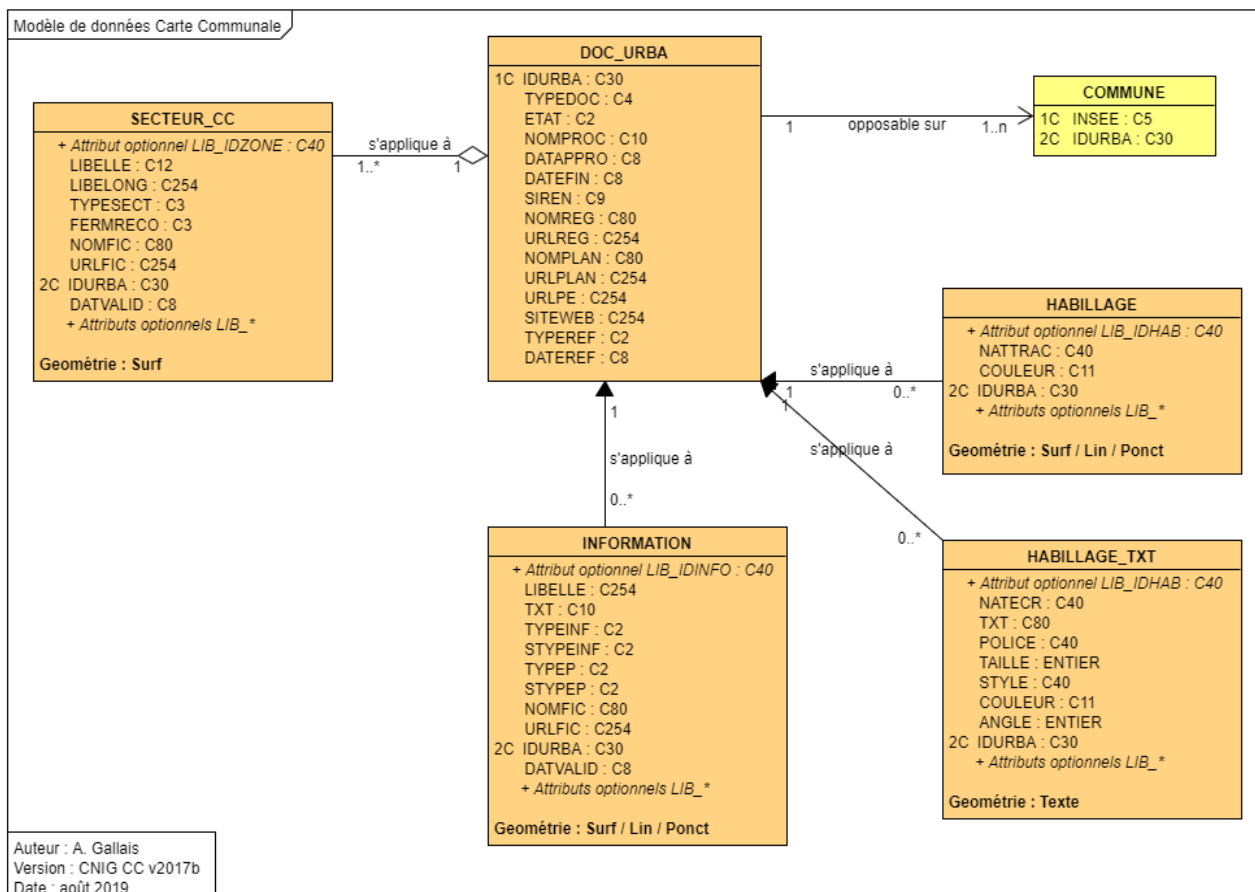 Modèle de données Carte Communale
DOC_URBA
1C IDURBA : C30
TYPEDOC : C4
ETAT : C2
NOMPROC : C10
DATAPPRO : C8
DATEFIN : C8
SIREN : C9
NOMREG : C80
URLREG : C254
NOMPLAN : C80
URLPLAN : C254
URLPE : C254
SITEWEB : C254
TYPEREF : C2
DATEREF : C8
COMMUNE
1C INSEE : C5
2C IDURBA : C30
1
opposable sur
1..n
SECTEUR_CC
+ Attribut optionnel LIB_IDZONE : C40
LIBELLE : C12
LIBELONG : C254
TYPESECT : C3
FERMRECO : C3
NOMFIC : C80
URLFIC : C254
2C IDURBA : C30
DATVALID : C8
+ Attributs optionnels LIB_*
Geométrie : Surf
s'applique à
1..*
1
HABILLAGE
+ Attribut optionnel LIB_IDHAB : C40
NATTRAC : C40
COULEUR : C11
2C IDURBA : C30
+ Attributs optionnels LIB_*
Geométrie : Surf / Lin / Ponct
s'applique à
1
0..*
1
s'applique à
0..*
1
s'applique à
0..*
INFORMATION
+ Attribut optionnel LIB_IDINFO : C40
LIBELLE : C254
TXT : C10
TYPEINF : C2
STYPEINF : C2
TYPEP : C2
STYPEP : C2
NOMFIC : C80
URLFIC : C254
2C IDURBA : C30
DATVALID : C8
+ Attributs optionnels LIB_*
Geométrie : Surf / Lin / Ponct
HABILLAGE_TXT
+ Attribut optionnel LIB_IDHAB : C40
NATECR : C40
TXT : C80
POLICE : C40
TAILLE : ENTIER
STYLE : C40
COULEUR : C11
ANGLE : ENTIER
2C IDURBA : C30
+ Attributs optionnels LIB_*
Geométrie : Texte
Auteur : A. Gallais
Version : CNIG CC v2017b
Date : août 2019